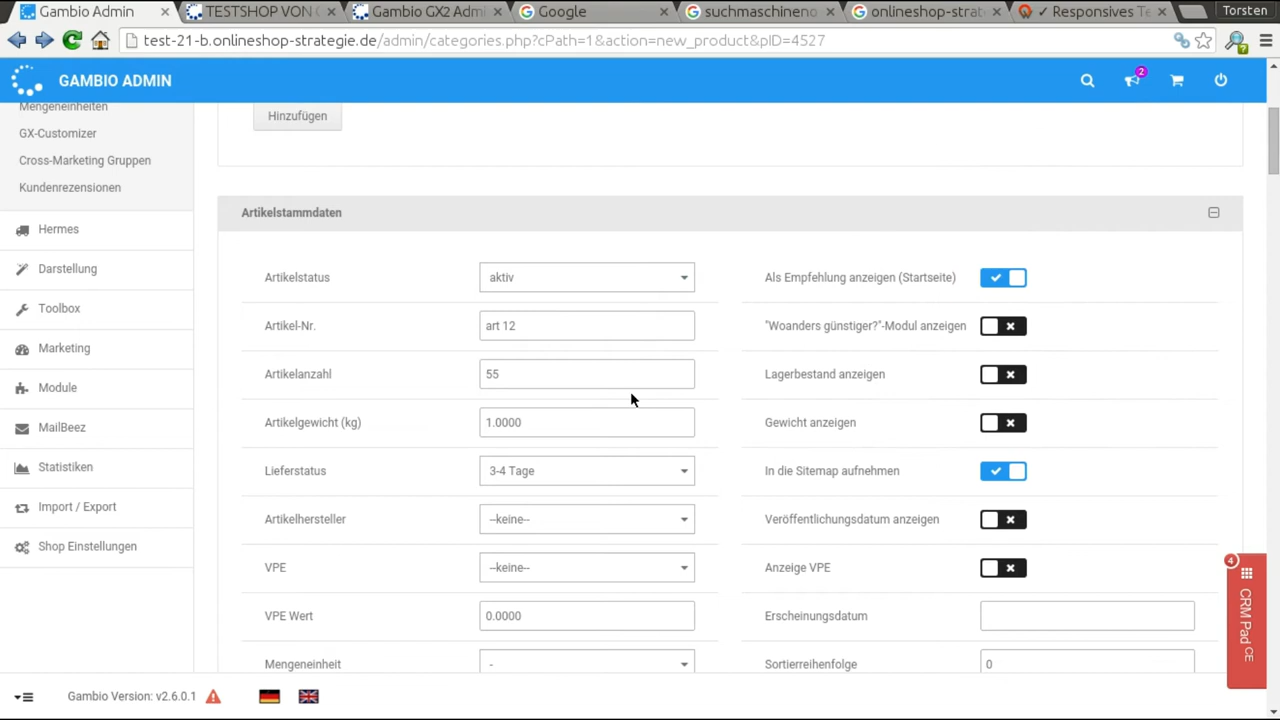 Gambio Admin
TESTSHOP VON
Gambio GX2 Admi
Google
suchmaschineno
onlineshop-strat
✓ Responsives Te
Torsten
test-21-b.onlineshop-strategie.de/admin/categories.php?cPath=1&action=new_product&pID=4527
GAMBIO ADMIN
2
Mengeneinheiten
GX-Customizer
Cross-Marketing Gruppen
Kundenrezensionen
Hermes
Darstellung
Toolbox
Marketing
Module
MailBeez
Statistiken
Import / Export
Shop Einstellungen
Hinzufügen
Artikelstammdaten
Artikelstatus aktiv Als Empfehlung anzeigen (Startseite)
Artikel-Nr. art 12 "Woanders günstiger?"-Modul anzeigen
Artikelanzahl 55 Lagerbestand anzeigen
Artikelgewicht (kg) 1.0000 Gewicht anzeigen
Lieferstatus 3-4 Tage In die Sitemap aufnehmen
Artikelhersteller --keine-- Veröffentlichungsdatum anzeigen
VPE --keine-- Anzeige VPE
VPE Wert 0.0000 Erscheinungsdatum
Mengeneinheit - Sortierreihenfolge 0
4
CRM Pad CE
Gambio Version: v2.6.0.1